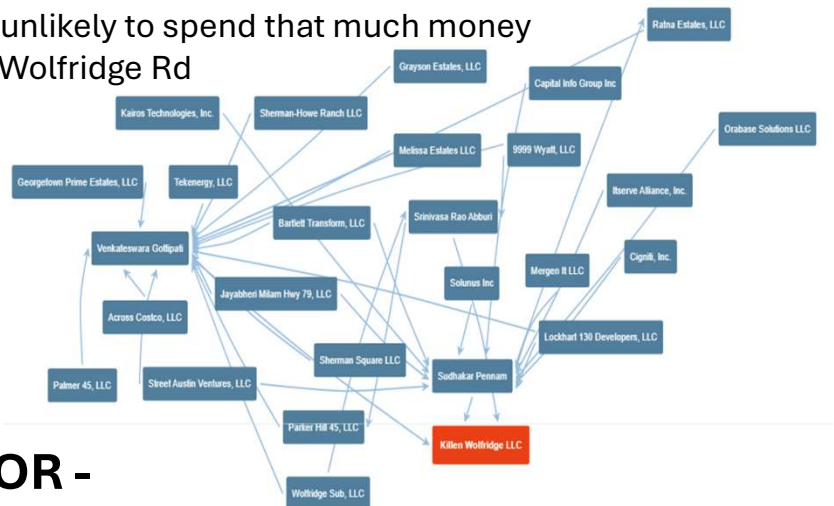 unlikely to spend that much money
Wolfridge Rd
Ratna Estates, LLC
Grayson Estates, LLC
Capital Info Group Inc
Kairos Technologies, Inc.
Sherman-Howe Ranch LLC
Orabase Solutions LLC
Melissa Estates LLC
9999 Wyatt, LLC
Georgetown Prime Estates, LLC
Tekenergy, LLC
Itserve Alliance, Inc.
Bartlett Transform, LLC
Srinivasa Rao Abburi
Venkateswara Gottipati
Cigniti, Inc.
Mergen It LLC
Solunus Inc
Jayabheri Milam Hwy 79, LLC
Across Costco, LLC
Lockhart 130 Developers, LLC
Sherman Square LLC
Sudhakar Pennam
Palmer 45, LLC
Street Austin Ventures, LLC
Parker Hill 45, LLC
Killen Wolfridge LLC
OR -
Wolfridge Sub, LLC